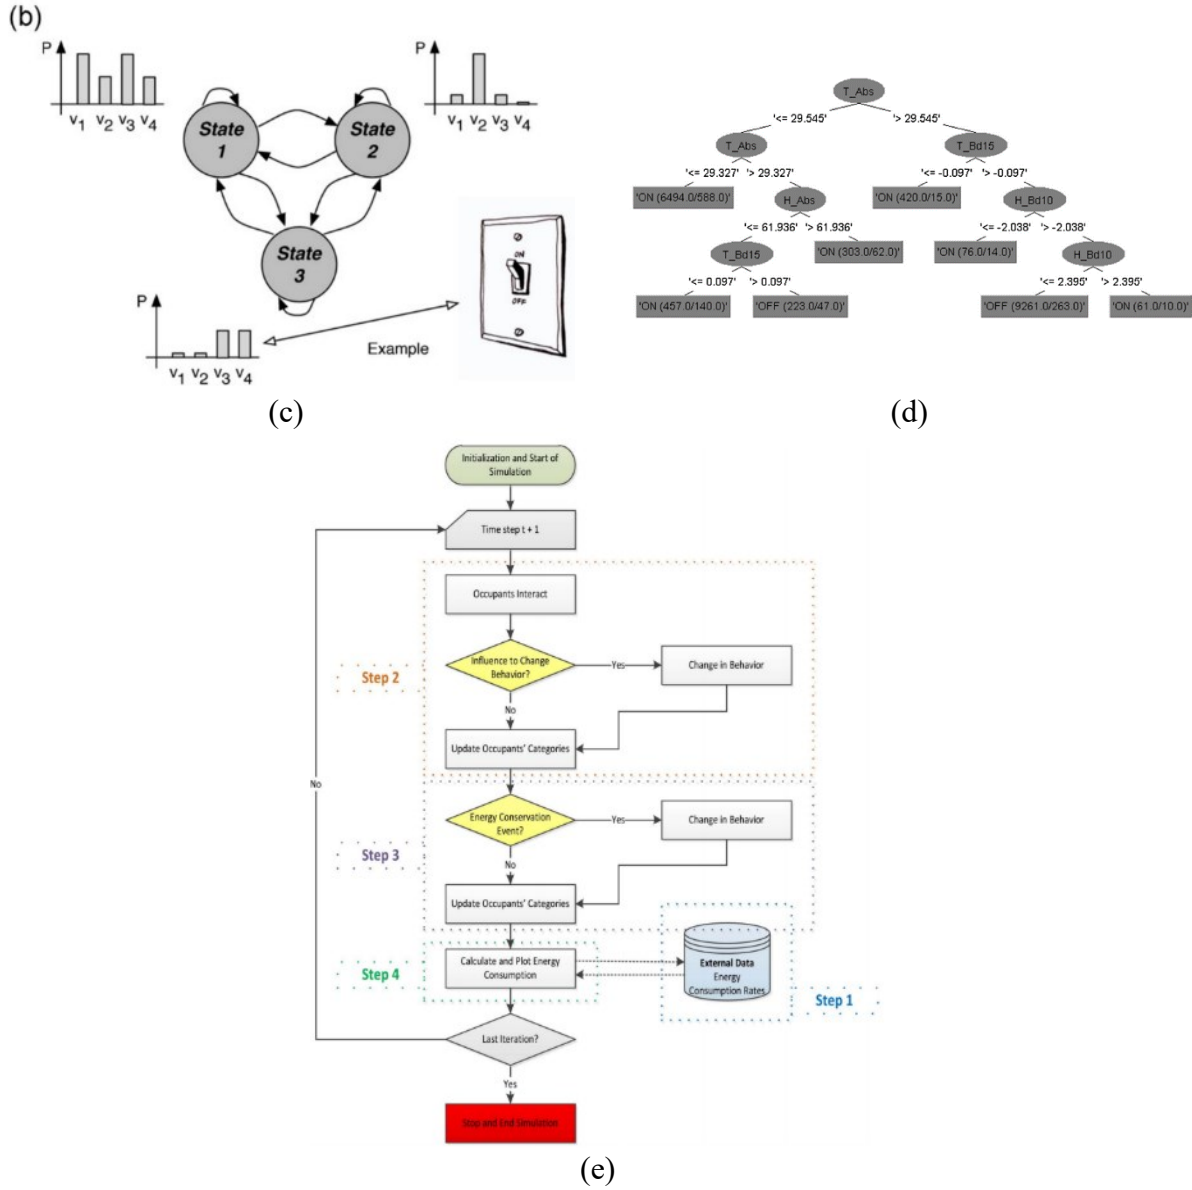 (b)
P
v1 v2 v3 v4
State
1
State
2
P
v1 v2 v3 v4
State
3
P
v1 v2 v3 v4
Example
ON
OFF
(c)
T_Abs
'<= 29.545' '> 29.545'
T_Abs T_Bd15
'<= 29.327' '> 29.327' '<= -0.097' '> -0.097'
'ON (6494.0/588.0)' H_Abs 'ON (420.0/15.0)' H_Bd10
'<= 61.936' '> 61.936' '<= -2.038' '> -2.038'
T_Bd15 'ON (303.0/62.0)' 'ON (76.0/14.0)' H_Bd10
'<= 0.097' '> 0.097' '<= 2.395' '> 2.395'
'ON (457.0/140.0)' 'OFF (223.0/47.0)' 'OFF (9261.0/263.0)' 'ON (61.0/10.0)'
(d)
Initialization and Start of
Simulation
Time step t + 1
Occupants Interact
Influence to Change
Behavior?
Yes
Change in Behavior
Step 2
No
Update Occupants' Categories
No
Energy Conservation
Event?
Yes
Change in Behavior
Step 3
No
Update Occupants' Categories
Calculate and Plot Energy
Consumption
Step 4
External Data
Energy
Consumption Rates
Step 1
Last Iteration?
Yes
Stop and End Simulation
(e)